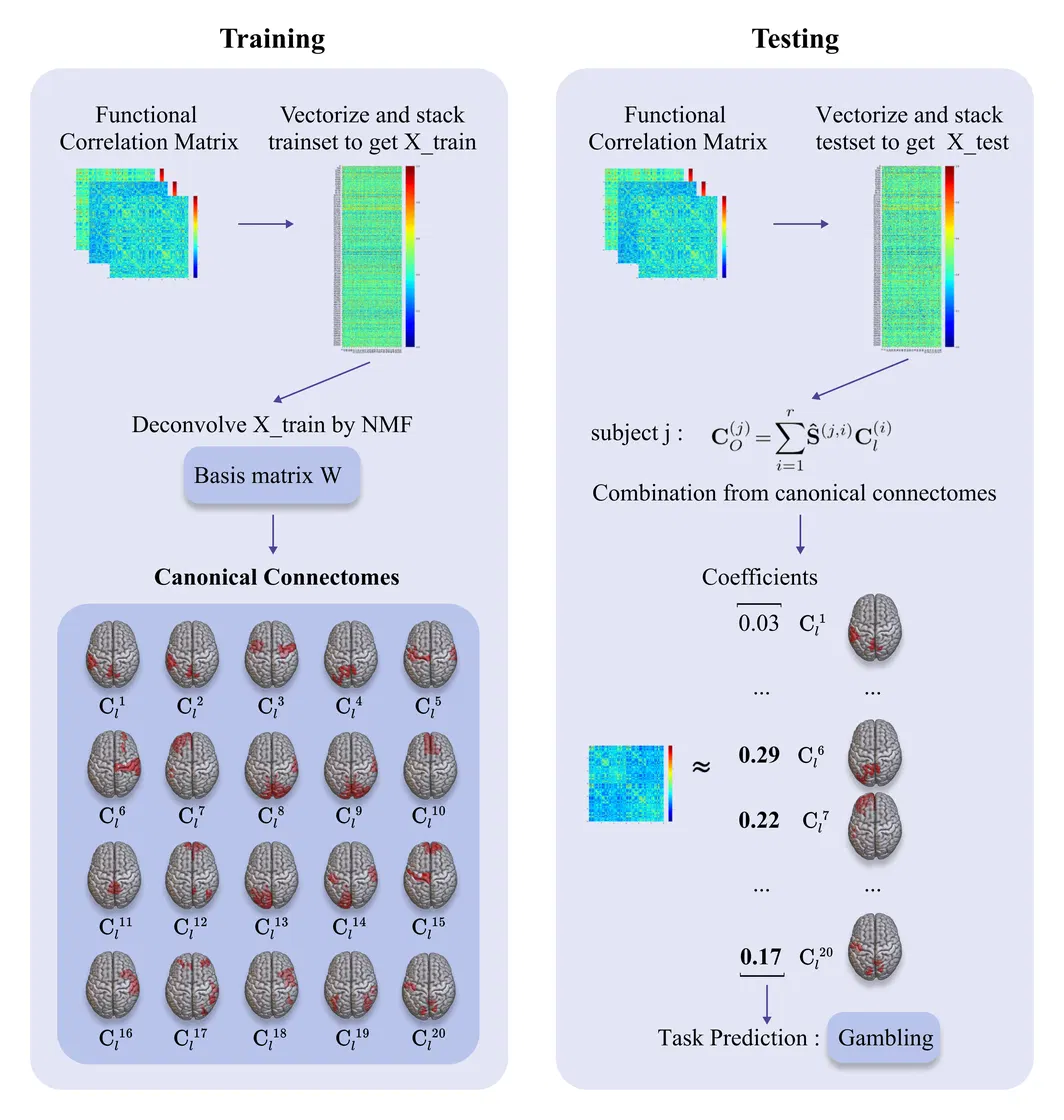 Training
Functional
Correlation Matrix
Vectorize and stack
trainset to get X_train
Deconvolve X_train by NMF
Basis matrix W
Canonical Connectomes
C_l^1 C_l^2 C_l^3 C_l^4 C_l^5
C_l^6 C_l^7 C_l^8 C_l^9 C_l^10
C_l^11 C_l^12 C_l^13 C_l^14 C_l^15
C_l^16 C_l^17 C_l^18 C_l^19 C_l^20
Testing
Functional
Correlation Matrix
Vectorize and stack
testset to get X_test
subject j : C_O^(j) = ∑_{i=1}^{r} Ŝ^(j,i) C_l^(i)
Combination from canonical connectomes
Coefficients
0.03 C_l^1
... ...
≈ 0.29 C_l^6
0.22 C_l^7
... ...
0.17 C_l^20
Task Prediction : Gambling